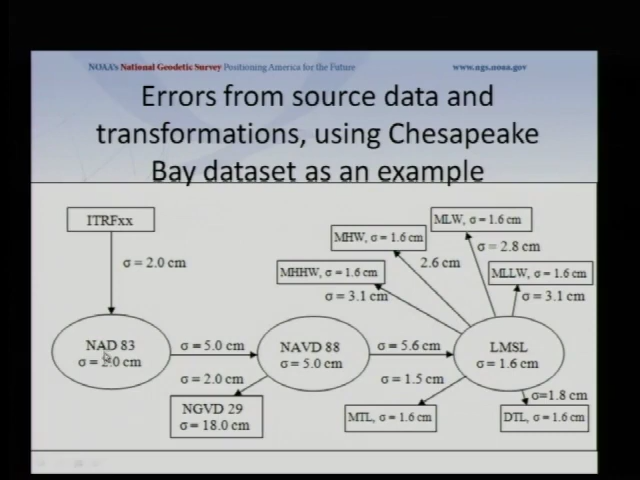 NOAA's National Geodetic Survey Positioning America for the Future
www.ngs.noaa.gov
Errors from source data and
transformations, using Chesapeake
Bay dataset as an example
ITRFxx
σ = 2.0 cm
NAD 83
σ = 2.0 cm
σ = 5.0 cm
NAVD 88
σ = 5.0 cm
σ = 2.0 cm
NGVD 29
σ = 18.0 cm
σ = 5.6 cm
LMSL
σ = 1.6 cm
MHHW, σ = 1.6 cm
σ = 3.1 cm
MHW, σ = 1.6 cm
2.6 cm
MLW, σ = 1.6 cm
σ = 2.8 cm
MLLW, σ = 1.6 cm
σ = 3.1 cm
σ = 1.5 cm
MTL, σ = 1.6 cm
σ=1.8 cm
DTL, σ = 1.6 cm